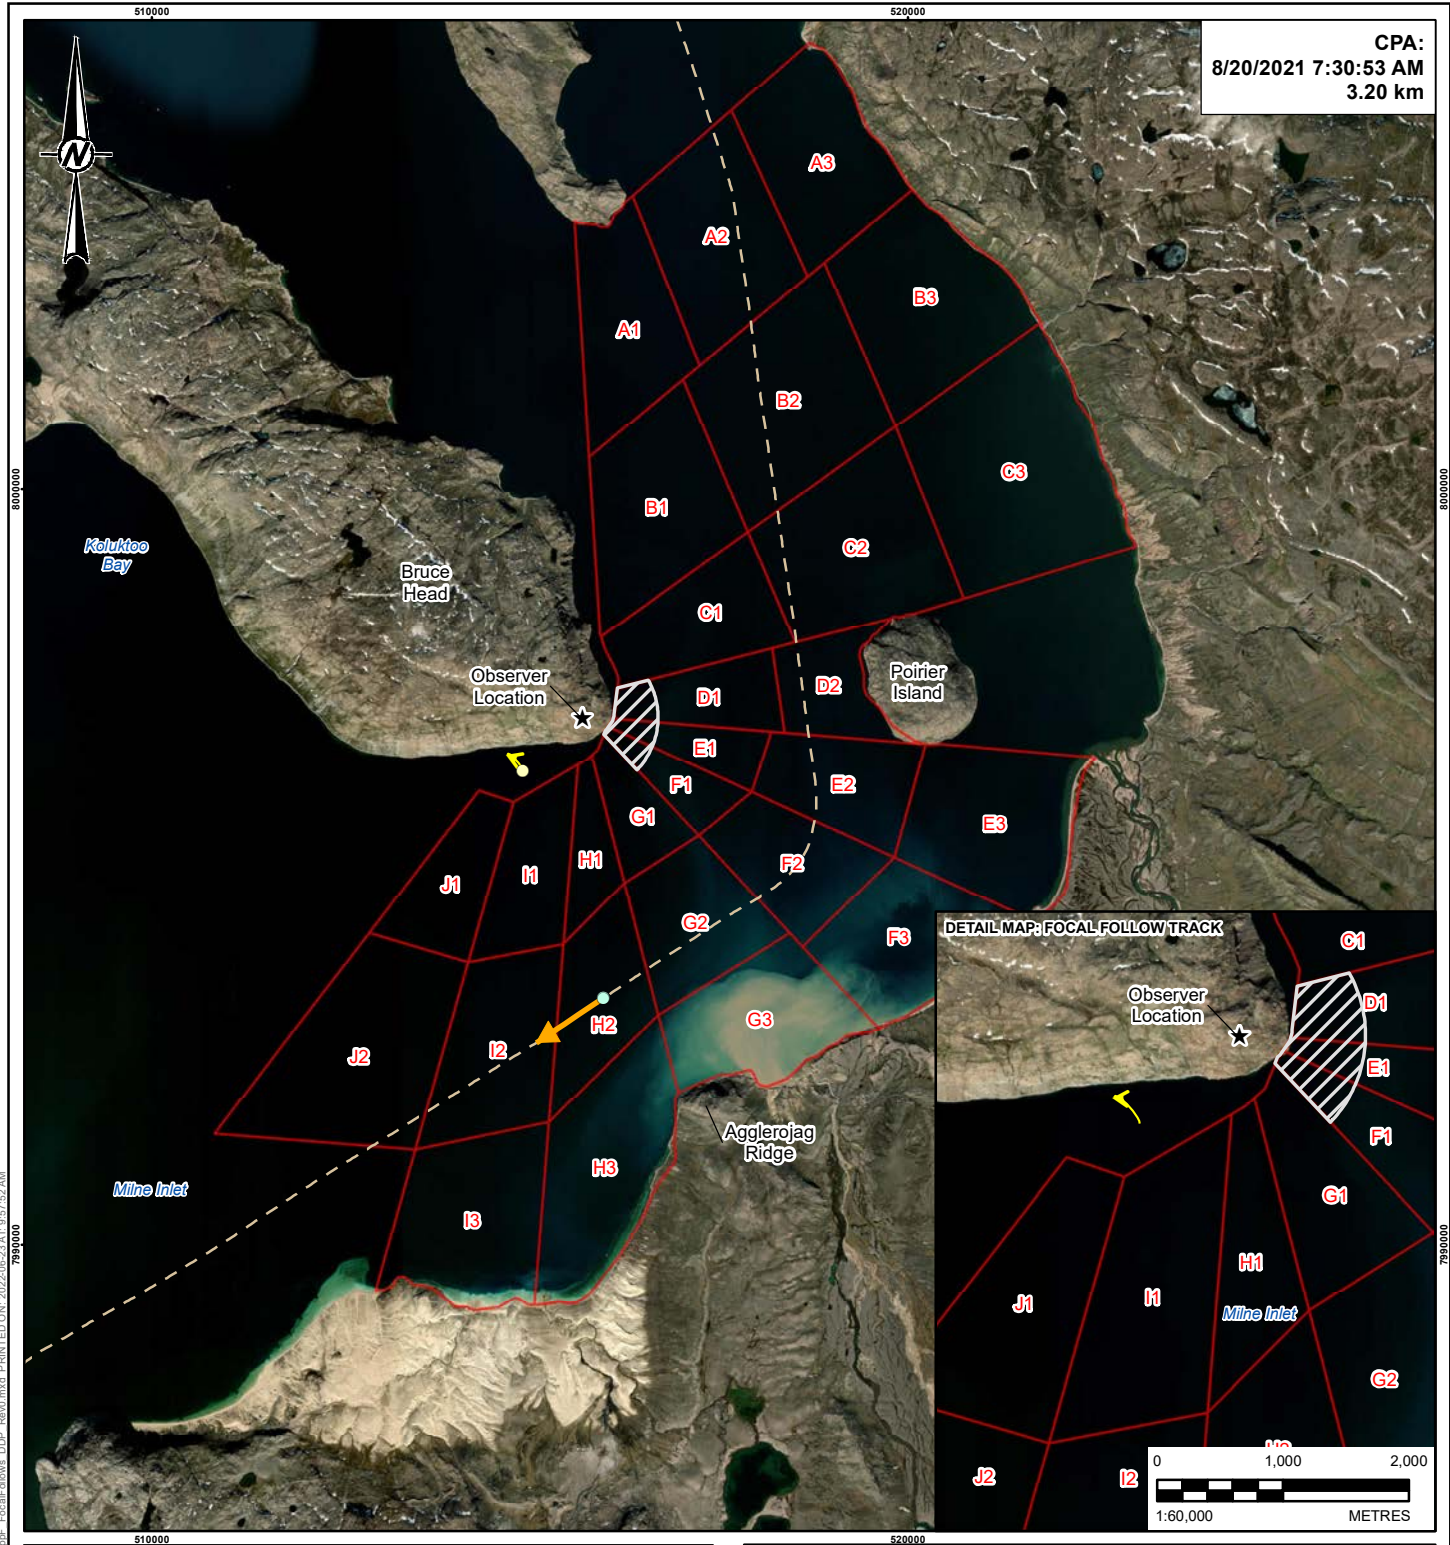 510000
520000
CPA:
8/20/2021 7:30:53 AM
3.20 km
N
A3
A2
B3
A1
B2
C3
8000000
8000000
B1
Koluktoo
Bay
C2
Bruce
Head
C1
Observer
Location
Poirier
Island
D2
D1
E1
F1
E2
G1
E3
H1
F2
I1
J1
G2
F3
DETAIL MAP: FOCAL FOLLOW TRACK
C1
Observer
Location
D1
G3
H2
I2
J2
E1
Agglerojag
Ridge
F1
H3
Milne Inlet
G1
I3
7990000
7990000
H1
I1
J1
Milne Inlet
G2
J2
I2
0 1,000 2,000
1:60,000 METRES
510000
520000